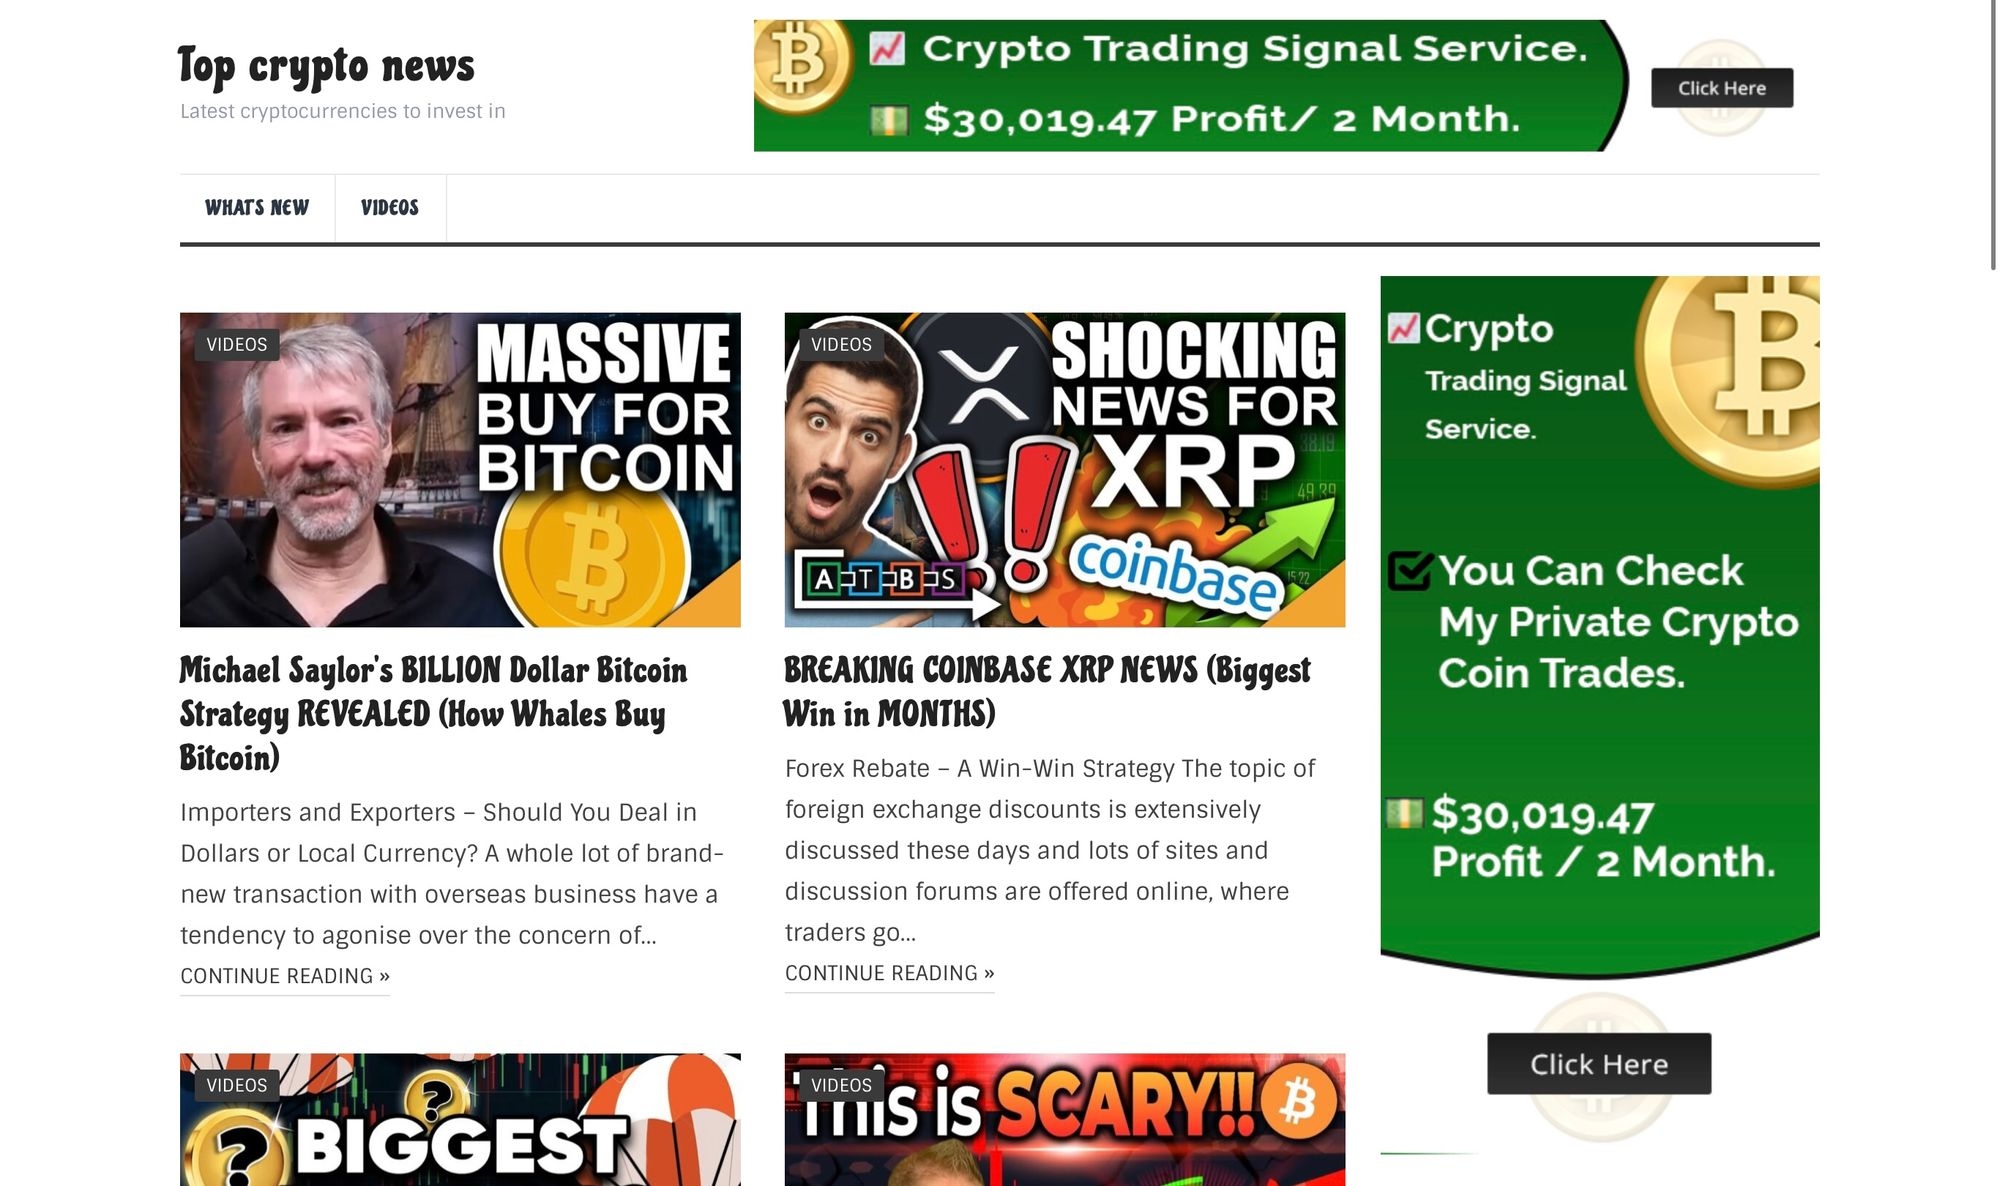 Top crypto news
Latest cryptocurrencies to invest in
Crypto Trading Signal Service.
$30,019.47 Profit/ 2 Month.
Click Here
WHATS NEW
VIDEOS
VIDEOS
MASSIVE
BUY FOR
BITCOIN
Michael Saylor's BILLION Dollar Bitcoin
Strategy REVEALED (How Whales Buy
Bitcoin)
Importers and Exporters – Should You Deal in
Dollars or Local Currency? A whole lot of brand-
new transaction with overseas business have a
tendency to agonise over the concern of...
CONTINUE READING »
VIDEOS
SHOCKING
NEWS FOR
XRP
38.19
49.39
15.22
coinbase
A T B S
BREAKING COINBASE XRP NEWS (Biggest
Win in MONTHS)
Forex Rebate – A Win-Win Strategy The topic of
foreign exchange discounts is extensively
discussed these days and lots of sites and
discussion forums are offered online, where
traders go...
CONTINUE READING »
Crypto
Trading Signal
Service.
You Can Check
My Private Crypto
Coin Trades.
$30,019.47
Profit / 2 Month.
Click Here
VIDEOS
BIGGEST
VIDEOS
This is SCARY!!